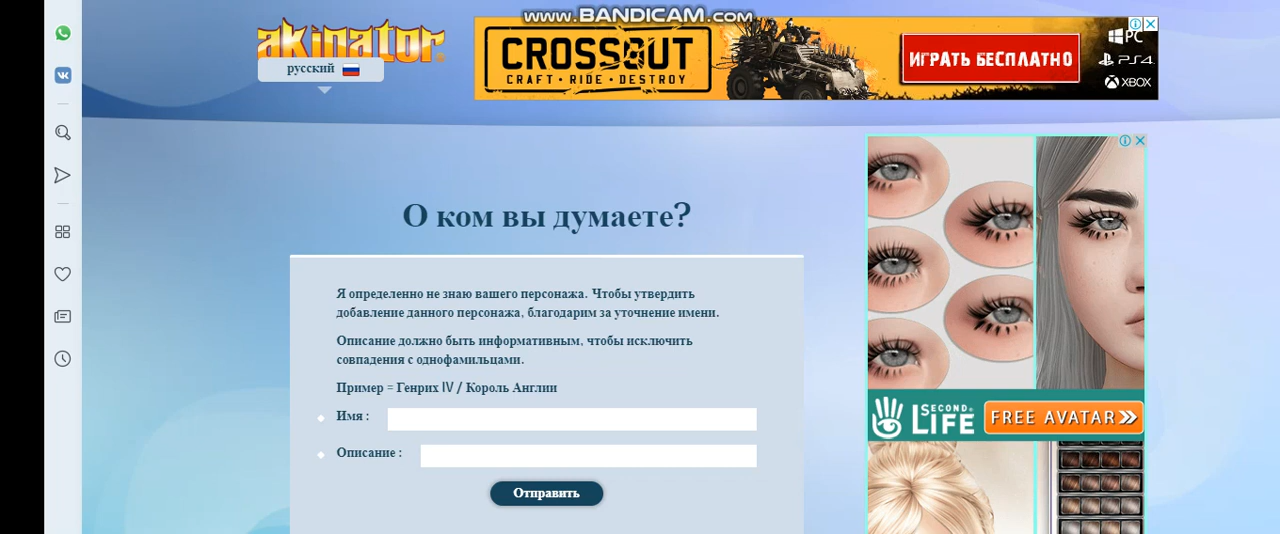 www.BANDICAM.com
akinator
русский
CROSSOUT
CRAFT · RIDE · DESTROY
ИГРАТЬ БЕСПЛАТНО
PC
PS4
XBOX
О ком вы думаете?
Я определенно не знаю вашего персонажа. Чтобы утвердить
добавление данного персонажа, благодарим за уточнение имени.
Описание должно быть информативным, чтобы исключить
совпадения с однофамильцами.
Пример = Генрих IV / Король Англии
Имя :
Описание :
Отправить
SECOND
LIFE
FREE AVATAR